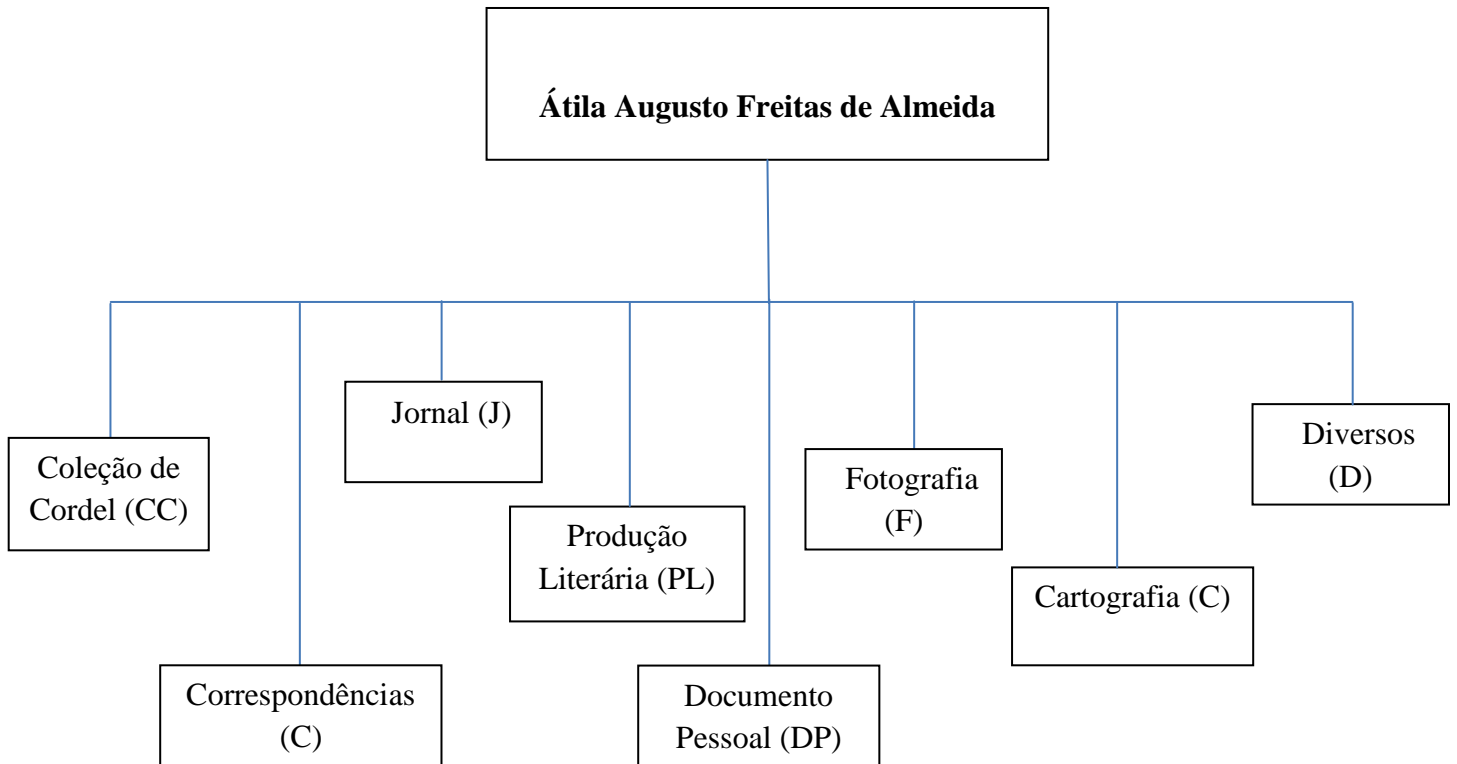 Átila Augusto Freitas de Almeida
Coleção de
Cordel (CC)
Correspondências
(C)
Jornal (J)
Produção
Literária (PL)
Documento
Pessoal (DP)
Fotografia
(F)
Cartografia (C)
Diversos
(D)